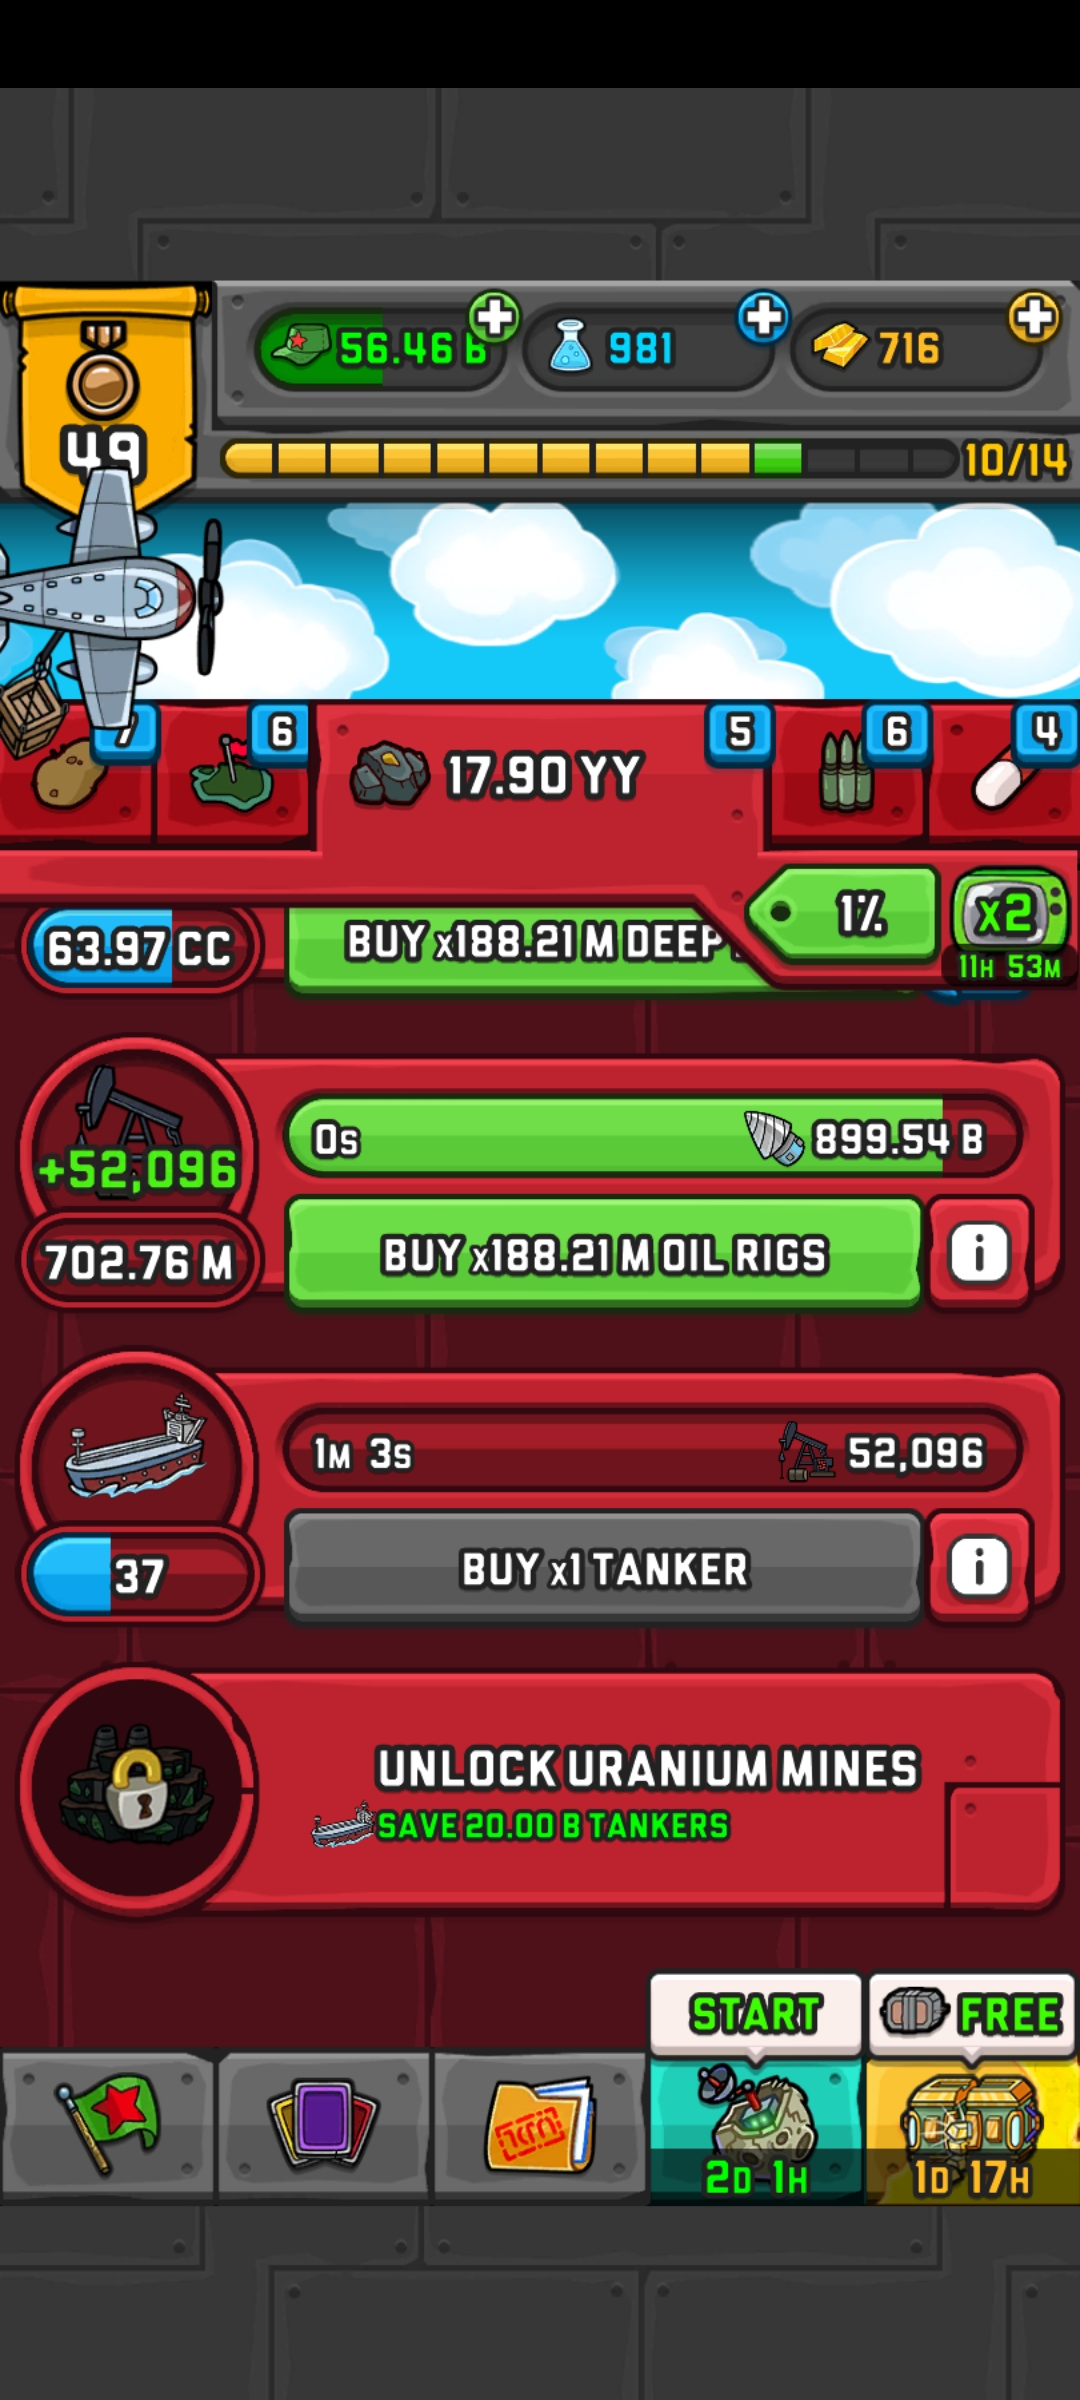 56.46 B
981
716
49
10/14
7
6
17.90 YY
5
6
4
1%
x2
11H 53M
63.97 CC
BUY x188.21 M DEEP
0s
899.54 B
+52,096
702.76 M
BUY x188.21 M OIL RIGS
i
1M 3s
52,096
37
BUY x1 TANKER
i
UNLOCK URANIUM MINES
SAVE 20.00 B TANKERS
START
FREE
2D 1H
1D 17H